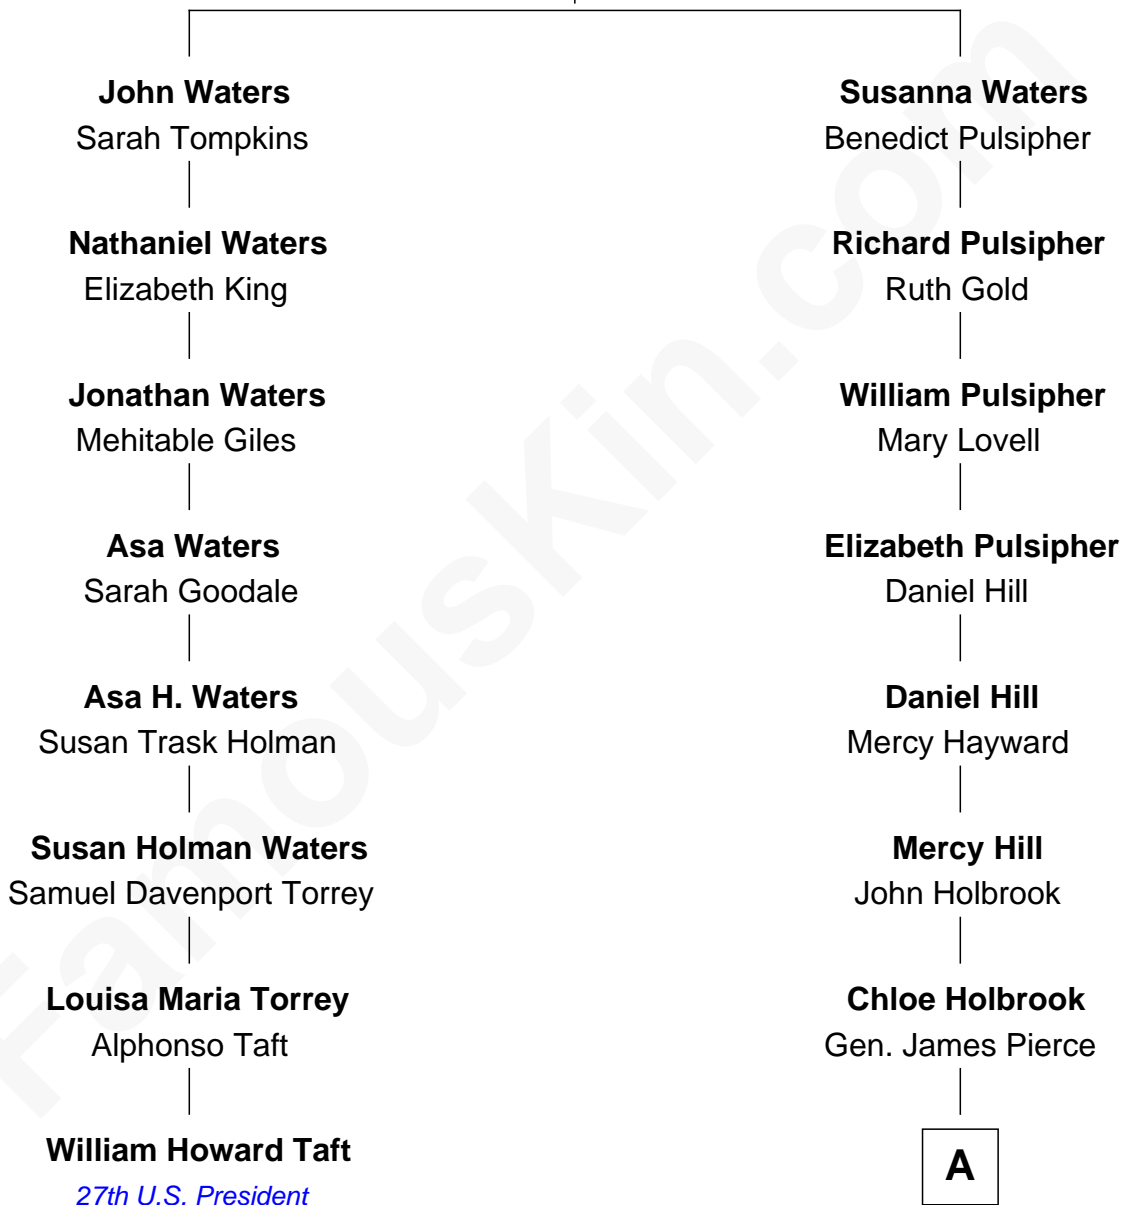 John Waters
Sarah Tompkins
Nathaniel Waters
Elizabeth King
Jonathan Waters
Mehitable Giles
Asa Waters
Sarah Goodale
Asa H. Waters
Susan Trask Holman
Susan Holman Waters
Samuel Davenport Torrey
Louisa Maria Torrey
Alphonso Taft
William Howard Taft
27th U.S. President
Susanna Waters
Benedict Pulsipher
Richard Pulsipher
Ruth Gold
William Pulsipher
Mary Lovell
Elizabeth Pulsipher
Daniel Hill
Daniel Hill
Mercy Hayward
Mercy Hill
John Holbrook
Chloe Holbrook
Gen. James Pierce
A
FamousKin.com